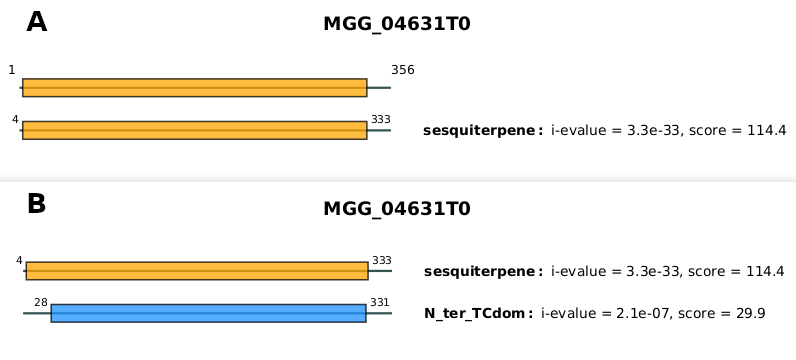 A
MGG_04631T0
1 356
4 333 sesquiterpene: i-evalue = 3.3e-33, score = 114.4
B
MGG_04631T0
4 333 sesquiterpene: i-evalue = 3.3e-33, score = 114.4
28 331 N_ter_TCdom: i-evalue = 2.1e-07, score = 29.9